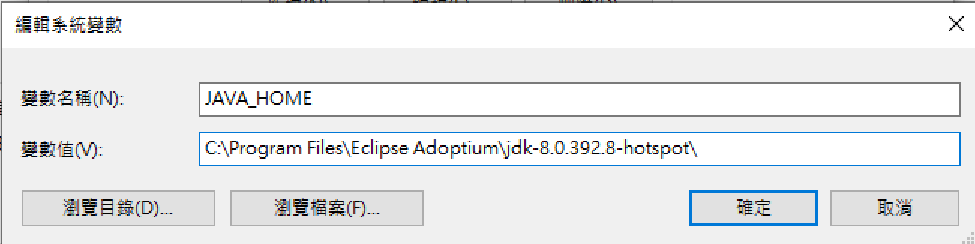 編輯系統變數
變數名稱(N):
JAVA_HOME
變數值(V):
C:\Program Files\Eclipse Adoptium\jdk-8.0.392.8-hotspot\
瀏覽目錄(D)... 瀏覽檔案(F)... 確定 取消